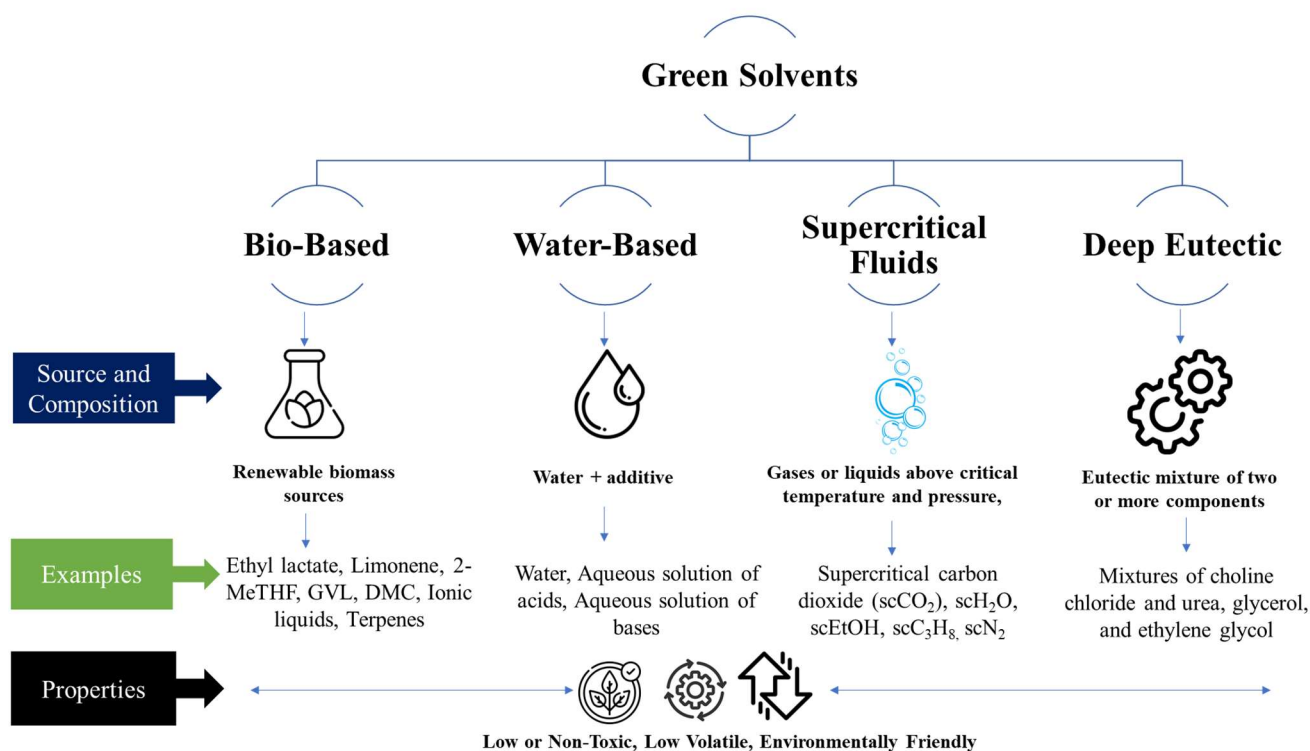 Green Solvents
Bio-Based
Water-Based
Supercritical
Fluids
Deep Eutectic
Source and
Composition
Renewable biomass
sources
Water + additive
Gases or liquids above critical
temperature and pressure,
Eutectic mixture of two
or more components
Examples
Ethyl lactate, Limonene, 2-
MeTHF, GVL, DMC, Ionic
liquids, Terpenes
Water, Aqueous solution of
acids, Aqueous solution of
bases
Supercritical carbon
dioxide (scCO₂), scH₂O,
scEtOH, scC₃H₈, scN₂
Mixtures of choline
chloride and urea, glycerol,
and ethylene glycol
Properties
Low or Non-Toxic, Low Volatile, Environmentally Friendly